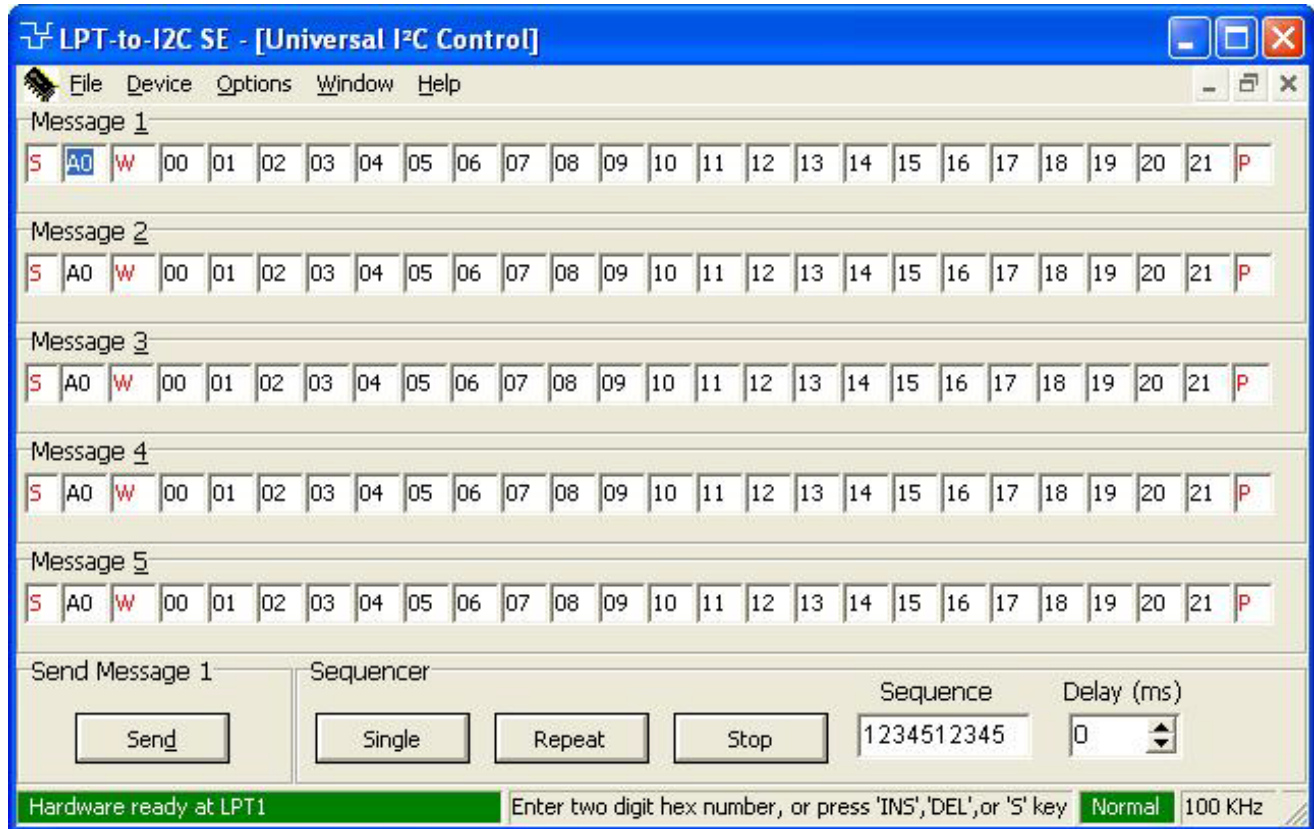 LPT-to-I2C SE - [Universal I²C Control]
File Device Options Window Help
Message 1
S A0 W 00 01 02 03 04 05 06 07 08 09 10 11 12 13 14 15 16 17 18 19 20 21 P
Message 2
S A0 W 00 01 02 03 04 05 06 07 08 09 10 11 12 13 14 15 16 17 18 19 20 21 P
Message 3
S A0 W 00 01 02 03 04 05 06 07 08 09 10 11 12 13 14 15 16 17 18 19 20 21 P
Message 4
S A0 W 00 01 02 03 04 05 06 07 08 09 10 11 12 13 14 15 16 17 18 19 20 21 P
Message 5
S A0 W 00 01 02 03 04 05 06 07 08 09 10 11 12 13 14 15 16 17 18 19 20 21 P
Send Message 1 Sequencer
Sequence Delay (ms)
Send Single Repeat Stop 1234512345 0
Hardware ready at LPT1 Enter two digit hex number, or press 'INS','DEL',or 'S' key Normal 100 KHz